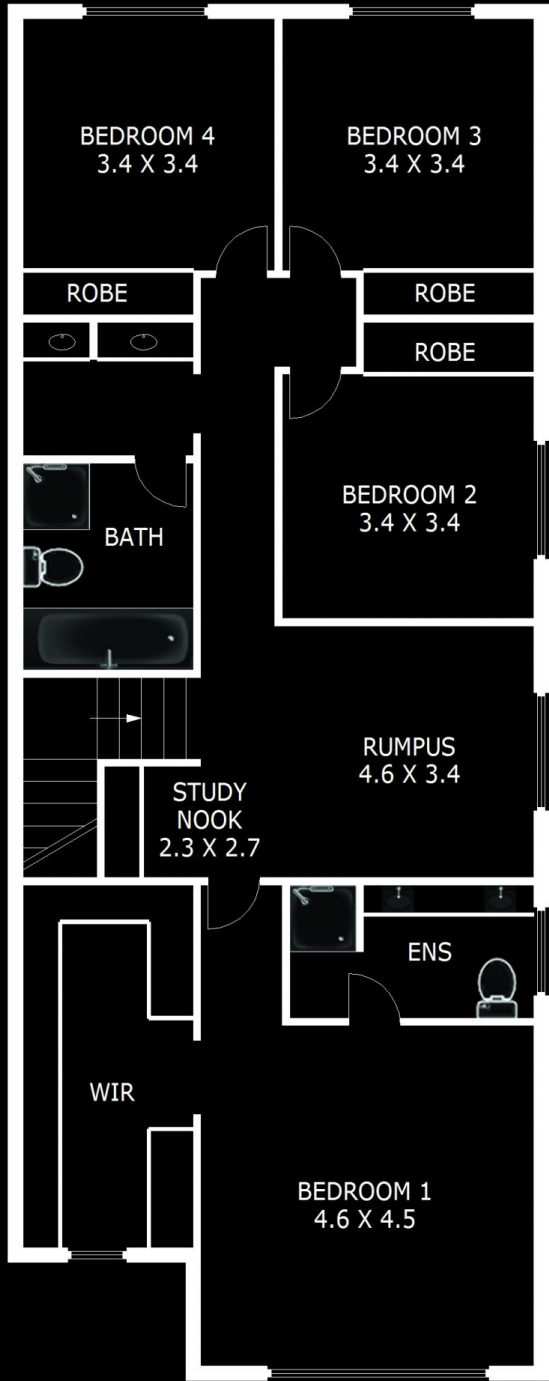 BEDROOM 4
3.4 X 3.4
BEDROOM 3
3.4 X 3.4
ROBE
ROBE
ROBE
BEDROOM 2
3.4 X 3.4
BATH
RUMPUS
4.6 X 3.4
STUDY
NOOK
2.3 X 2.7
ENS
WIR
BEDROOM 1
4.6 X 4.5